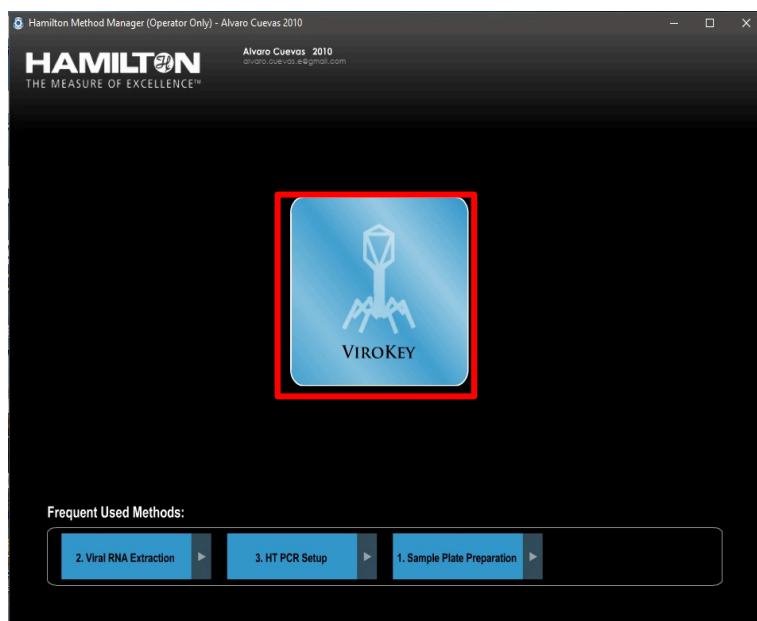 Hamilton Method Manager (Operator Only) - Alvaro Cuevas 2010
HAMILTON
THE MEASURE OF EXCELLENCE™
Alvaro Cuevas 2010
alvaro.cuevas.e@gmail.com
VIROKEY
Frequent Used Methods:
2. Viral RNA Extraction
3. HT PCR Setup
1. Sample Plate Preparation